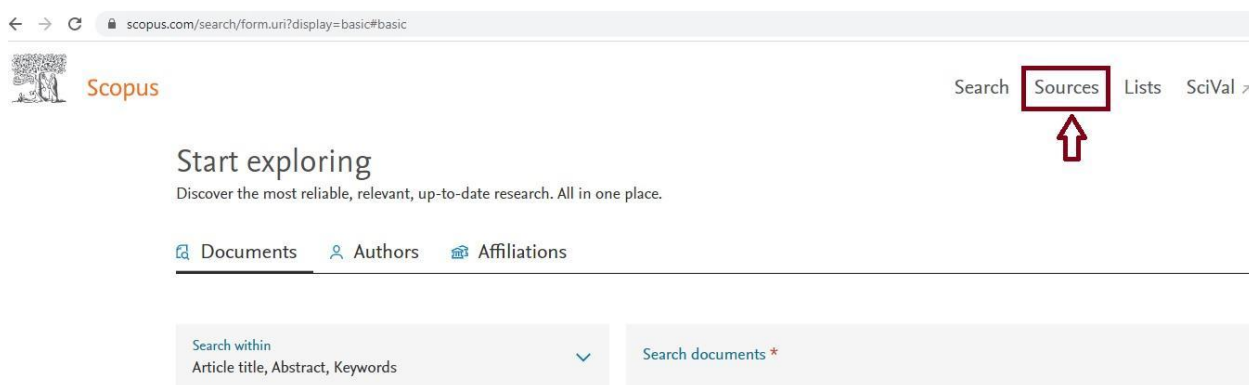 scopus.com/search/form.uri?display=basic#basic
Scopus
Search Sources Lists SciVal
Start exploring
Discover the most reliable, relevant, up-to-date research. All in one place.
Documents Authors Affiliations
Search within
Article title, Abstract, Keywords
Search documents *